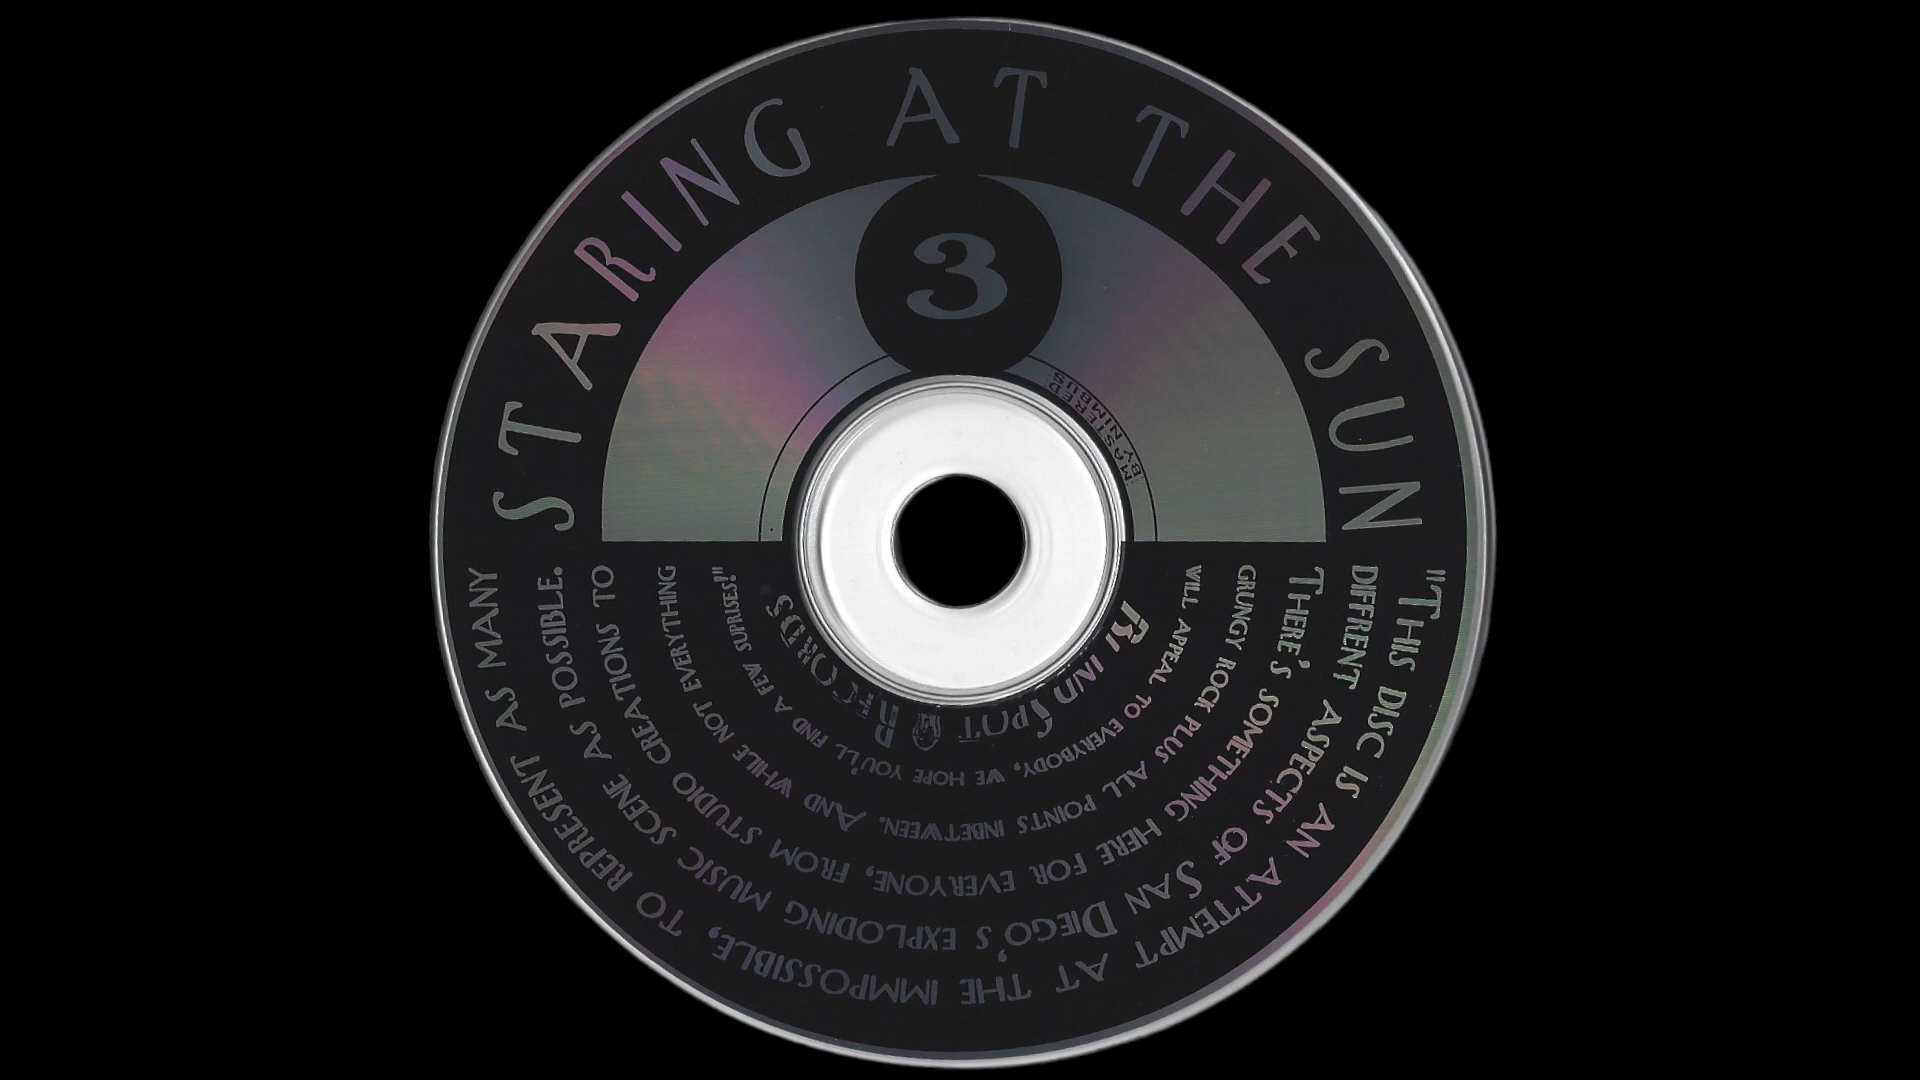 STARING AT THE SUN
3
MASTERED
BY NIMBUS
"THIS DISC IS AN ATTEMPT AT THE IMMPOSSIBLE, TO REPRESENT AS MANY
DIFFRENT ASPECTS OF SAN DIEGO'S EXPLODING MUSIC SCENE AS POSSIBLE.
THERE'S SOMETHING HERE FOR EVERYONE, FROM STUDIO CREATIONS TO
GRUNGY ROCK PLUS ALL POINTS INBETWEEN. AND WHILE NOT EVERYTHING
WILL APPEAL TO EVERYBODY, WE HOPE YOU'LL FIND A FEW SUPRISES!"
BLINDSPOT RECORDS